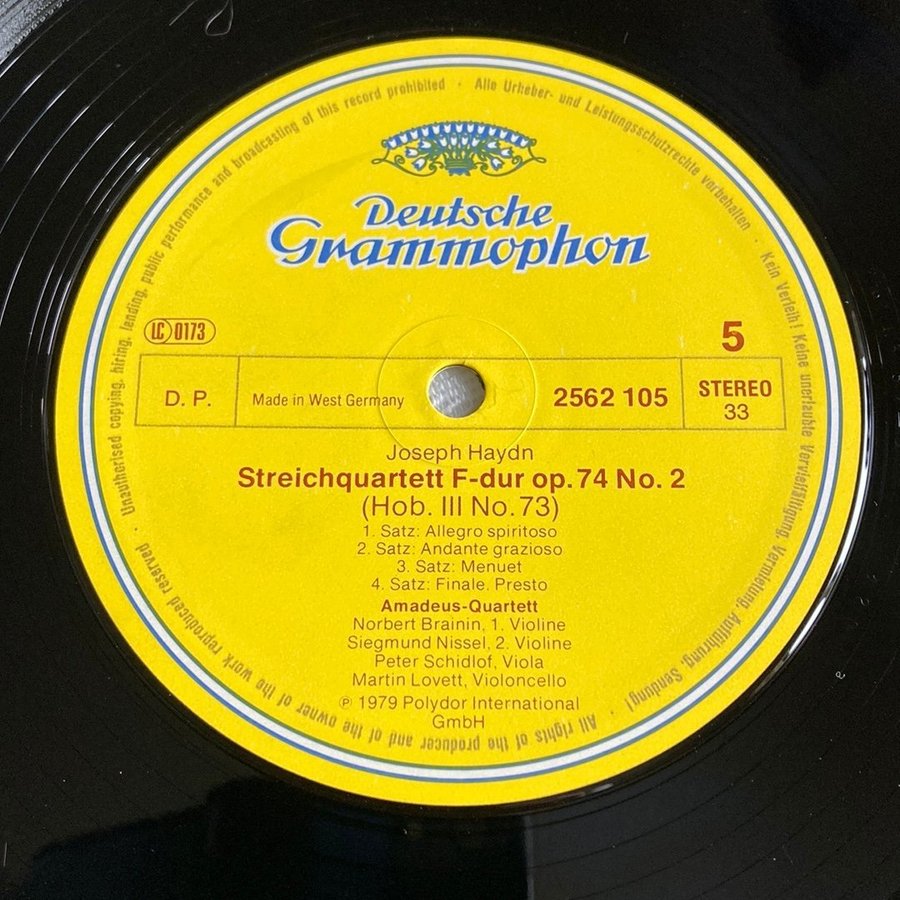 Alle Urheber- und Leistungsschutzrechte vorbehalten · Kein Verleih! Keine unerlaubte Vervielfältigung, Vermietung, Aufführung, Sendung!
All rights of the producer and of the owner of the work reproduced reserved
Unauthorised copying, hiring, lending, public performance and broadcasting of this record prohibited ·
Deutsche
Grammophon
LC 0173
5
D. P.
Made in West Germany
2562 105
STEREO
33
Joseph Haydn
Streichquartett F-dur op. 74 No. 2
(Hob. III No. 73)
1. Satz: Allegro spiritoso
2. Satz: Andante grazioso
3. Satz: Menuet
4. Satz: Finale. Presto
Amadeus-Quartett
Norbert Brainin, 1. Violine
Siegmund Nissel, 2. Violine
Peter Schidlof, Viola
Martin Lovett, Violoncello
℗ 1979 Polydor International
GmbH